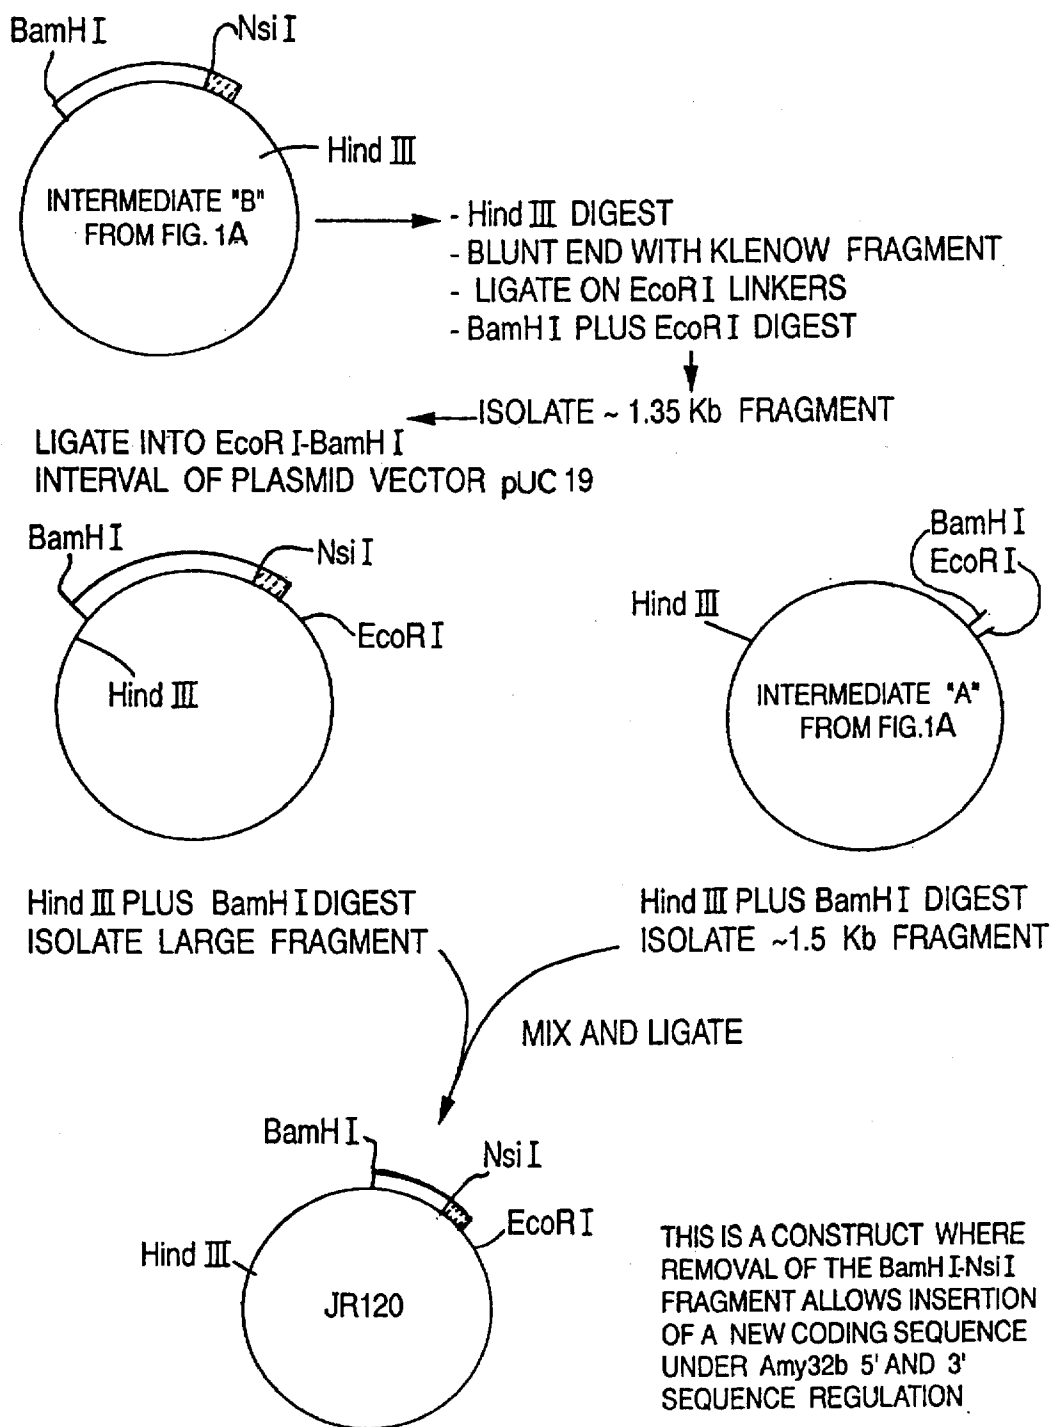 BamH I
Nsi I
Hind III
INTERMEDIATE "B"
FROM FIG. 1A
- Hind III DIGEST
- BLUNT END WITH KLENOW FRAGMENT
- LIGATE ON EcoR I LINKERS
- BamH I PLUS EcoR I DIGEST
ISOLATE ~ 1.35 Kb FRAGMENT
LIGATE INTO EcoR I-BamH I
INTERVAL OF PLASMID VECTOR pUC 19
BamH I
Nsi I
EcoR I
Hind III
BamH I
EcoR I
Hind III
INTERMEDIATE "A"
FROM FIG.1A
Hind III PLUS BamH I DIGEST
ISOLATE LARGE FRAGMENT
Hind III PLUS BamH I DIGEST
ISOLATE ~1.5 Kb FRAGMENT
MIX AND LIGATE
BamH I
Nsi I
EcoR I
Hind III
JR120
THIS IS A CONSTRUCT WHERE
REMOVAL OF THE BamH I-Nsi I
FRAGMENT ALLOWS INSERTION
OF A NEW CODING SEQUENCE
UNDER Amy32b 5' AND 3'
SEQUENCE REGULATION